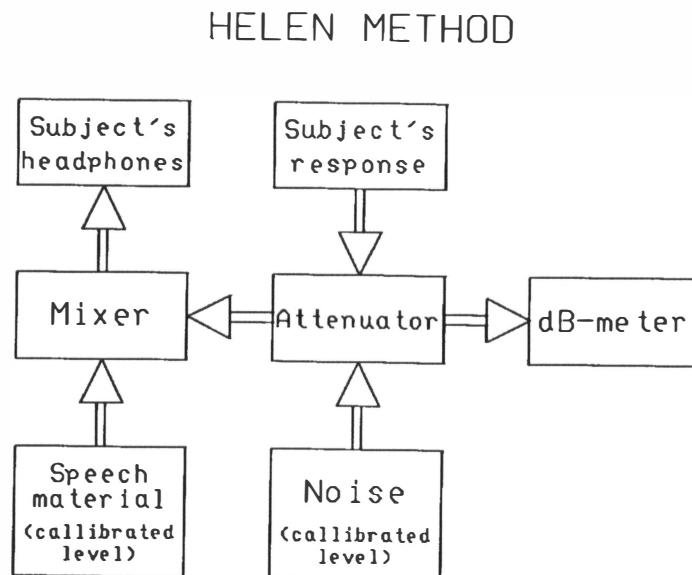 HELEN METHOD
Subject's
headphones
Subject's
response
Mixer
Attenuator
dB-meter
Speech
material
(callibrated
level)
Noise
(callibrated
level)